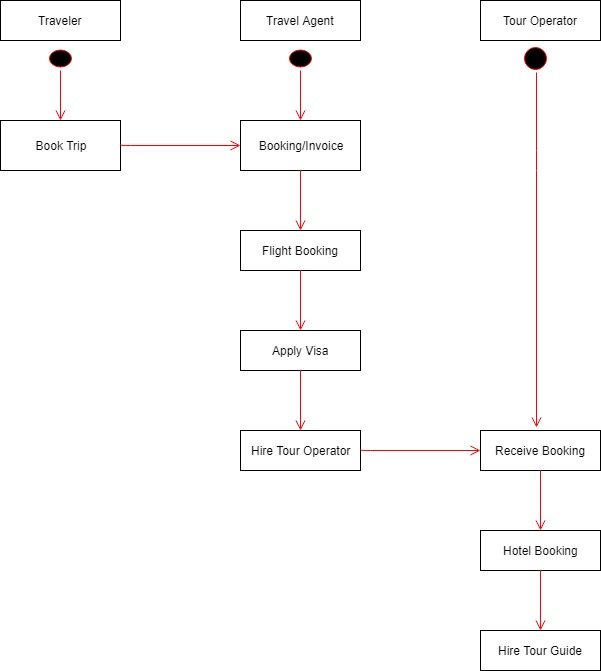 Traveler
Travel Agent
Tour Operator
Book Trip
Booking/Invoice
Flight Booking
Apply Visa
Hire Tour Operator
Receive Booking
Hotel Booking
Hire Tour Guide